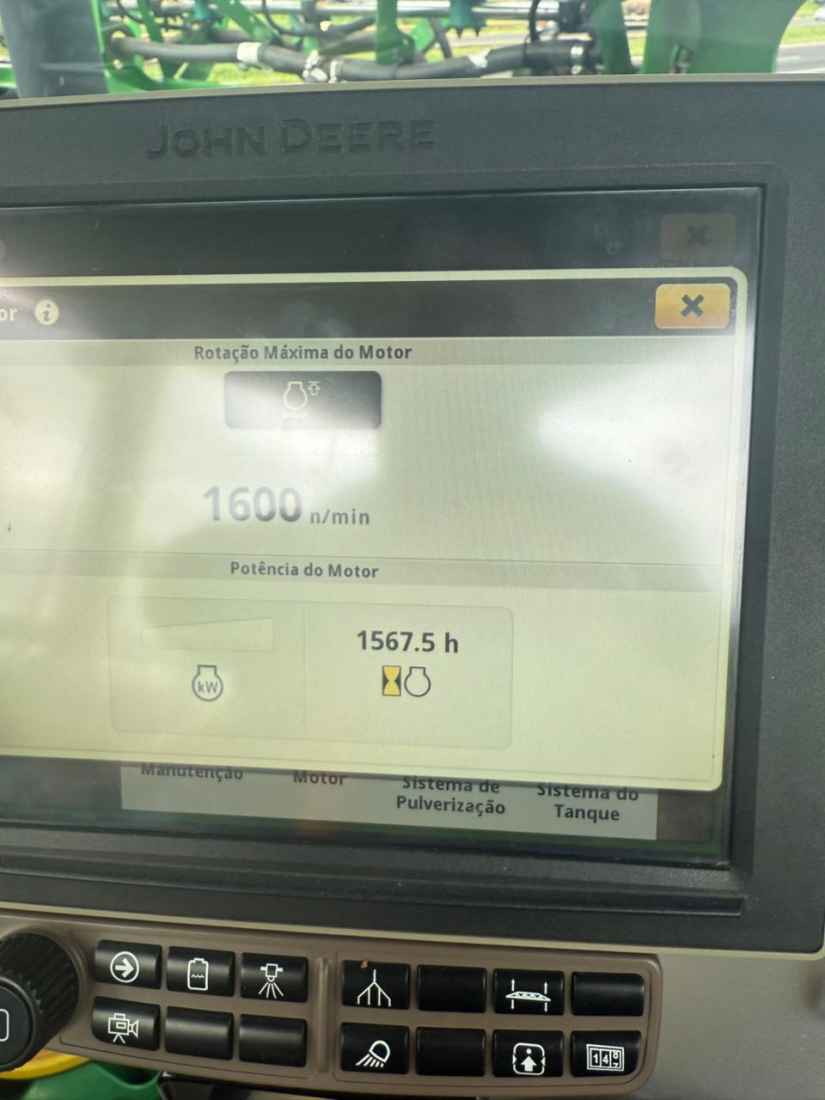 JOHN DEERE
or i
Rotação Máxima do Motor
1600 n/min
Potência do Motor
1567.5 h
kW
Manutenção
Motor
Sistema de
Pulverização
Sistema do
Tanque